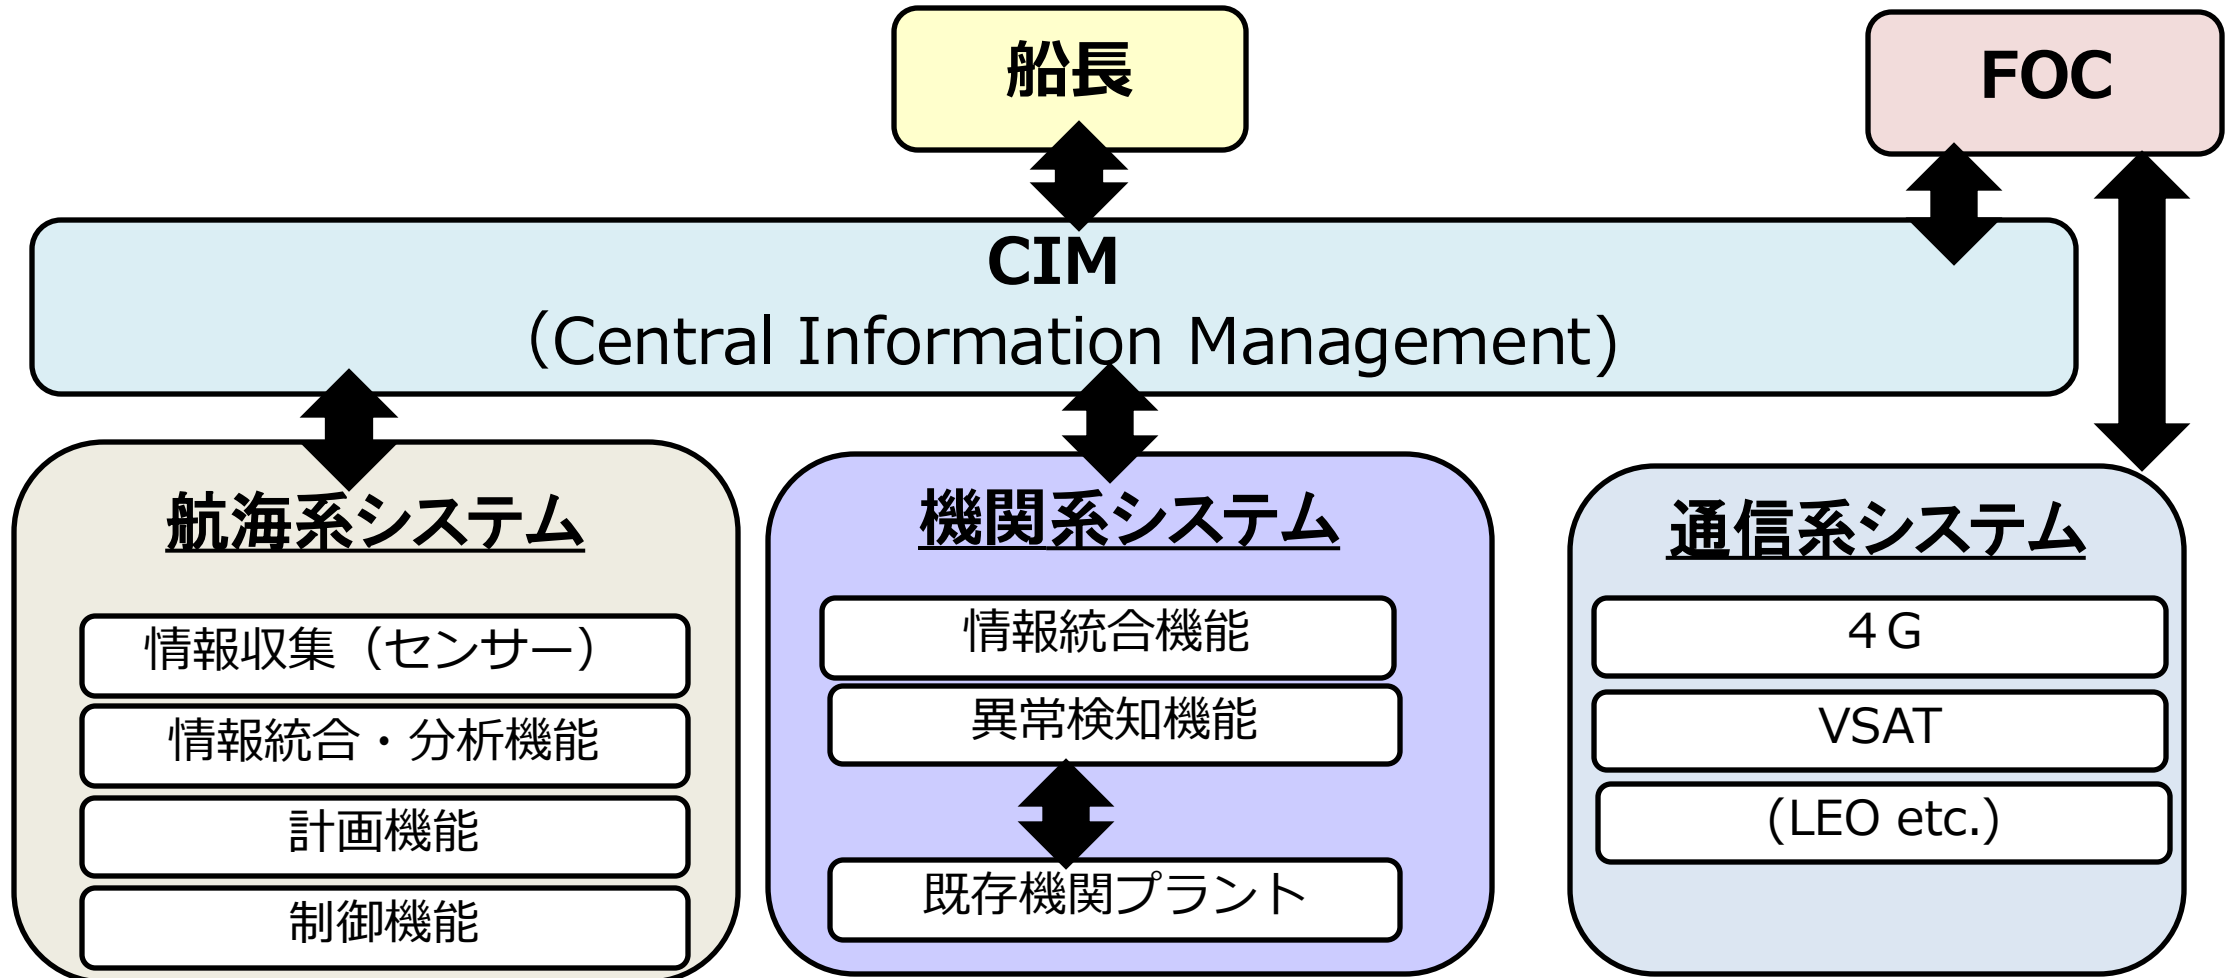 船長
FOC
CIM
（Central Information Management）
航海系システム
情報収集（センサー）
情報統合・分析機能
計画機能
制御機能
機関系システム
情報統合機能
異常検知機能
既存機関プラント
通信系システム
４G
VSAT
（LEO etc.）